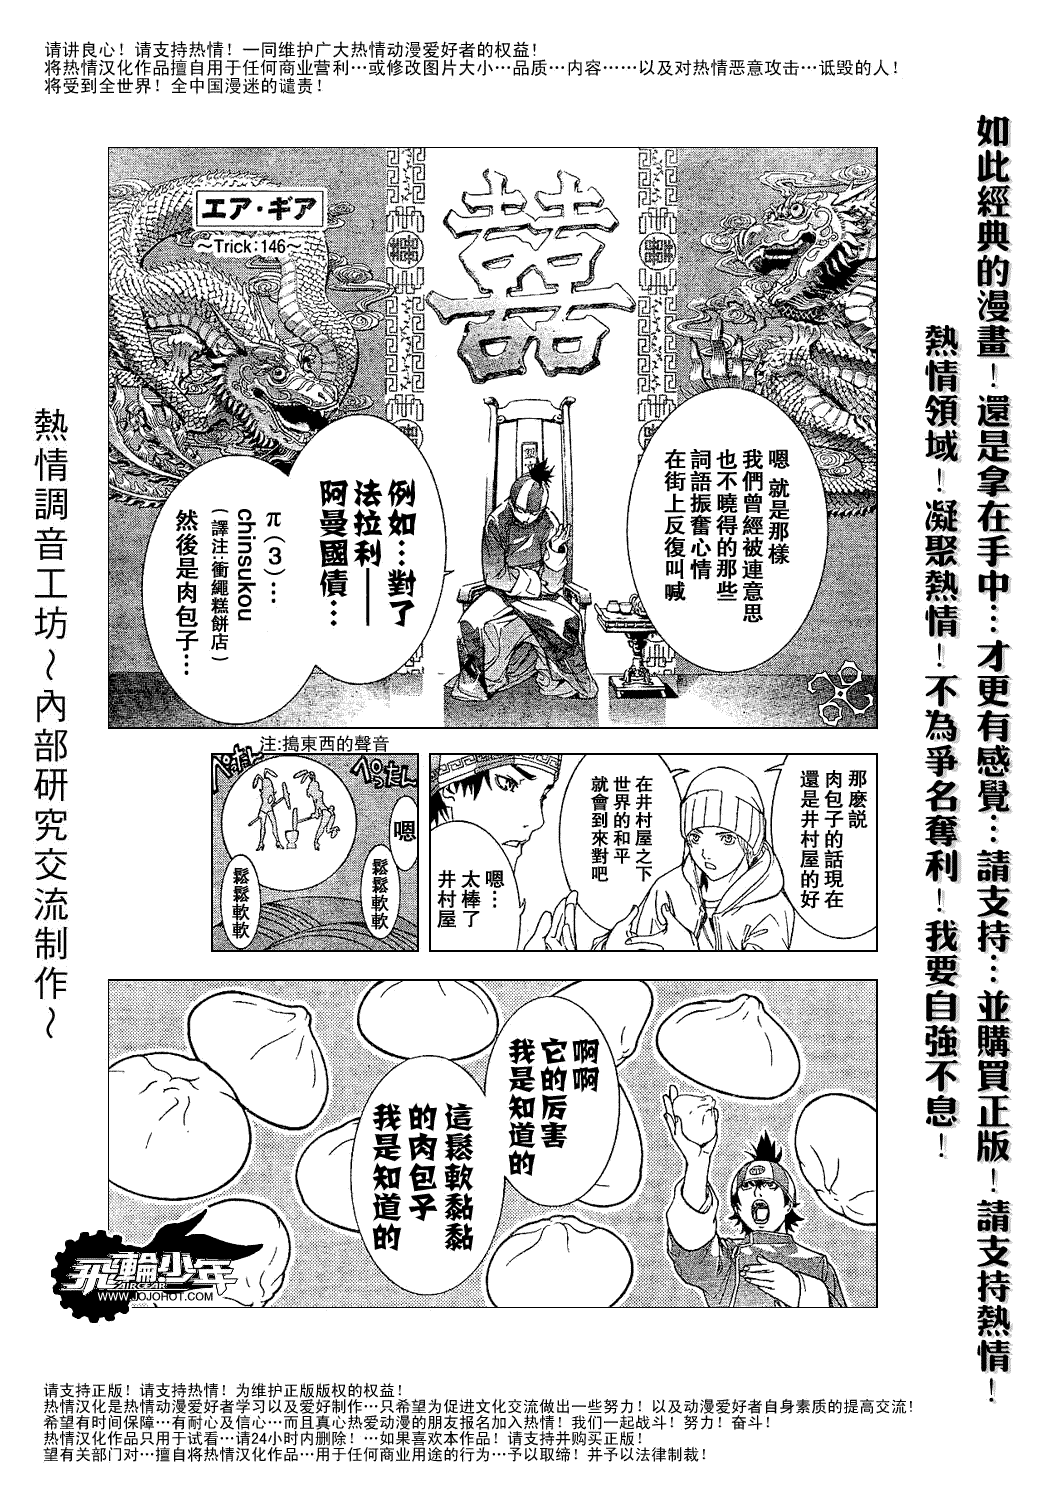 请讲良心！请支持热情！一同维护广大热情动漫爱好者的权益！
将热情汉化作品擅自用于任何商业营利…或修改图片大小…品质…内容……以及对热情恶意攻击…诋毁的人！
将受到全世界！全中国漫迷的谴责！
如此經典的漫畫！還是拿在手中…才更有感覺…請支持…並購買正版！請支持熱情！
熱情領域！凝聚熱情！不為爭名奪利！我要自強不息！
熱情調音工坊～內部研究交流制作～
エア・ギア
～Trick:146～
囍
嗯 就是那樣
我們曾經被連意思
也不曉得的那些
詞語振奮心情
在街上反復叫喊
例如…對了
法拉利——
阿曼國債…
π（3）…
chinsukou
（譯注:衝繩糕餅店）
然後是肉包子…
那麼説
肉包子的話現在
還是井村屋的好
在井村屋之下
世界的和平
就會到來對吧
嗯…
太棒了
井村屋
注:搗東西的聲音
ぺったん
ぺったん
嗯
鬆鬆軟軟
鬆鬆軟軟
啊啊
它的厉害
我是知道的
這鬆軟黏黏
的肉包子
我是知道的
飛輪少年
AIR GEAR
WWW.JOJOHOT.COM
请支持正版！请支持热情！为维护正版版权的权益！
热情汉化是热情动漫爱好者学习以及爱好制作…只希望为促进文化交流做出一些努力！以及动漫爱好者自身素质的提高交流！
希望有时间保障…有耐心及信心…而且真心热爱动漫的朋友报名加入热情！我们一起战斗！努力！奋斗！
热情汉化作品只用于试看…请24小时内删除！…如果喜欢本作品！请支持并购买正版！
望有关部门对…擅自将热情汉化作品…用于任何商业用途的行为…予以取缔！并予以法律制裁！